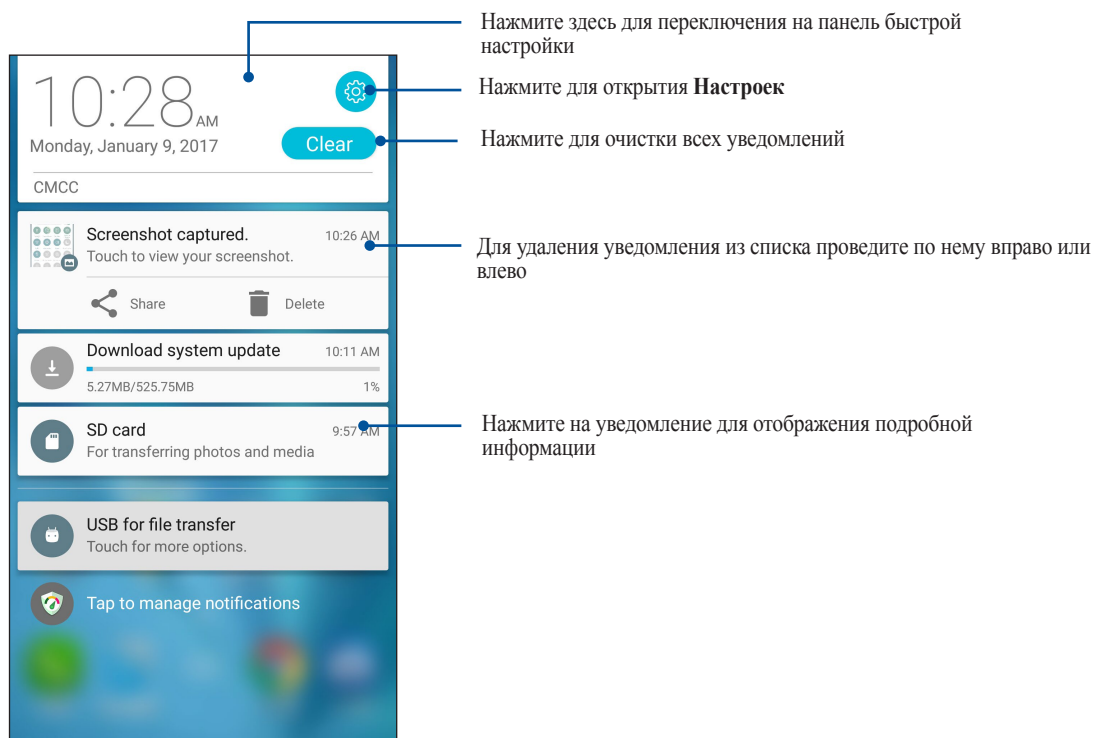 Нажмите здесь для переключения на панель быстрой
настройки
10:28 AM
Нажмите для открытия Настроек
Monday, January 9, 2017
Clear
Нажмите для очистки всех уведомлений
CMCC
Screenshot captured.
10:26 AM
Touch to view your screenshot.
Для удаления уведомления из списка проведите по нему вправо или
влево
Share
Delete
Download system update
10:11 AM
5.27MB/525.75MB
1%
SD card
9:57 AM
For transferring photos and media
Нажмите на уведомление для отображения подробной
информации
USB for file transfer
Touch for more options.
Tap to manage notifications